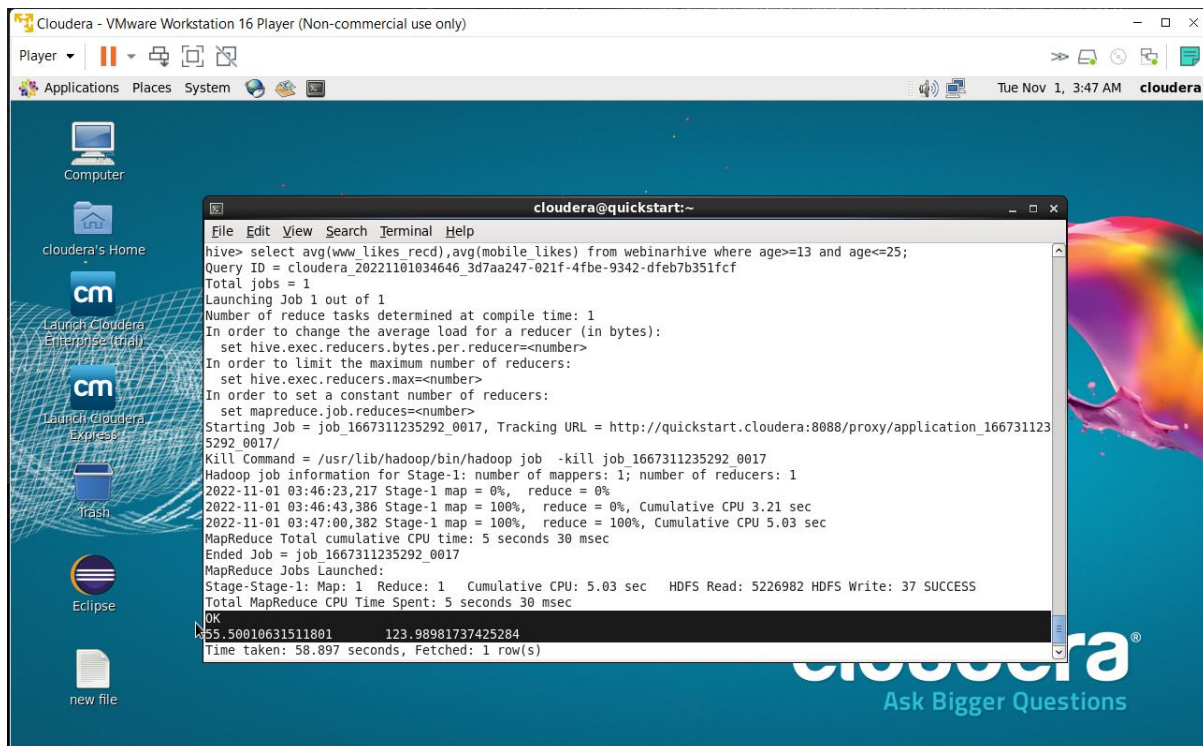 Cloudera - VMware Workstation 16 Player (Non-commercial use only)
Player
Applications Places System
Tue Nov 1, 3:47 AM cloudera
Computer
cloudera's Home
cm
Launch Cloudera
Enterprise (trial)
cm
Launch Cloudera
Express
Trash
Eclipse
new file
cloudera@quickstart:~
File Edit View Search Terminal Help
hive> select avg(www_likes_recd),avg(mobile_likes) from webinarhive where age>=13 and age<=25;
Query ID = cloudera_20221101034646_3d7aa247-021f-4fbe-9342-dfeb7b351fcf
Total jobs = 1
Launching Job 1 out of 1
Number of reduce tasks determined at compile time: 1
In order to change the average load for a reducer (in bytes):
set hive.exec.reducers.bytes.per.reducer=<number>
In order to limit the maximum number of reducers:
set hive.exec.reducers.max=<number>
In order to set a constant number of reducers:
set mapreduce.job.reduces=<number>
Starting Job = job_1667311235292_0017, Tracking URL = http://quickstart.cloudera:8088/proxy/application_166731123
5292_0017/
Kill Command = /usr/lib/hadoop/bin/hadoop job  -kill job_1667311235292_0017
Hadoop job information for Stage-1: number of mappers: 1; number of reducers: 1
2022-11-01 03:46:23,217 Stage-1 map = 0%,  reduce = 0%
2022-11-01 03:46:43,386 Stage-1 map = 100%,  reduce = 0%, Cumulative CPU 3.21 sec
2022-11-01 03:47:00,382 Stage-1 map = 100%,  reduce = 100%, Cumulative CPU 5.03 sec
MapReduce Total cumulative CPU time: 5 seconds 30 msec
Ended Job = job_1667311235292_0017
MapReduce Jobs Launched:
Stage-Stage-1: Map: 1  Reduce: 1   Cumulative CPU: 5.03 sec   HDFS Read: 5226982 HDFS Write: 37 SUCCESS
Total MapReduce CPU Time Spent: 5 seconds 30 msec
OK
55.50010631511801	123.98981737425284
Time taken: 58.897 seconds, Fetched: 1 row(s)
cloudera®
Ask Bigger Questions